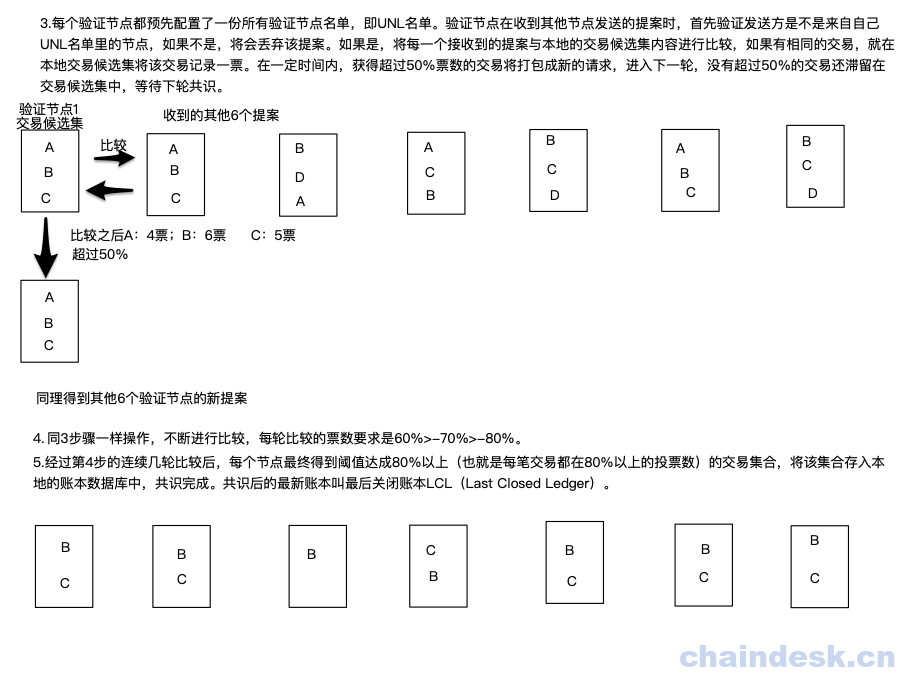 3.每个验证节点都预先配置了一份所有验证节点名单，即UNL名单。验证节点在收到其他节点发送的提案时，首先验证发送方是不是来自自己
UNL名单里的节点，如果不是，将会丢弃该提案。如果是，将每一个接收到的提案与本地的交易候选集内容进行比较，如果有相同的交易，就在
本地交易候选集将该交易记录一票。在一定时间内，获得超过50%票数的交易将打包成新的请求，进入下一轮，没有超过50%的交易还滞留在
交易候选集中，等待下轮共识。
验证节点1
交易候选集
收到的其他6个提案
A
B
C
比较
A
B
C
B
D
A
A
C
B
B
C
D
A
B
C
B
C
D
比较之后A：4票；B：6票 C：5票
超过50%
A
B
C
同理得到其他6个验证节点的新提案
4. 同3步骤一样操作，不断进行比较，每轮比较的票数要求是60%>–70%>–80%。
5.经过第4步的连续几轮比较后，每个节点最终得到阈值达成80%以上（也就是每笔交易都在80%以上的投票数）的交易集合，将该集合存入本
地的账本数据库中，共识完成。共识后的最新账本叫最后关闭账本LCL（Last Closed Ledger）。
B
C
B
C
B
C
B
B
C
B
C
B
C
chaindesk.cn